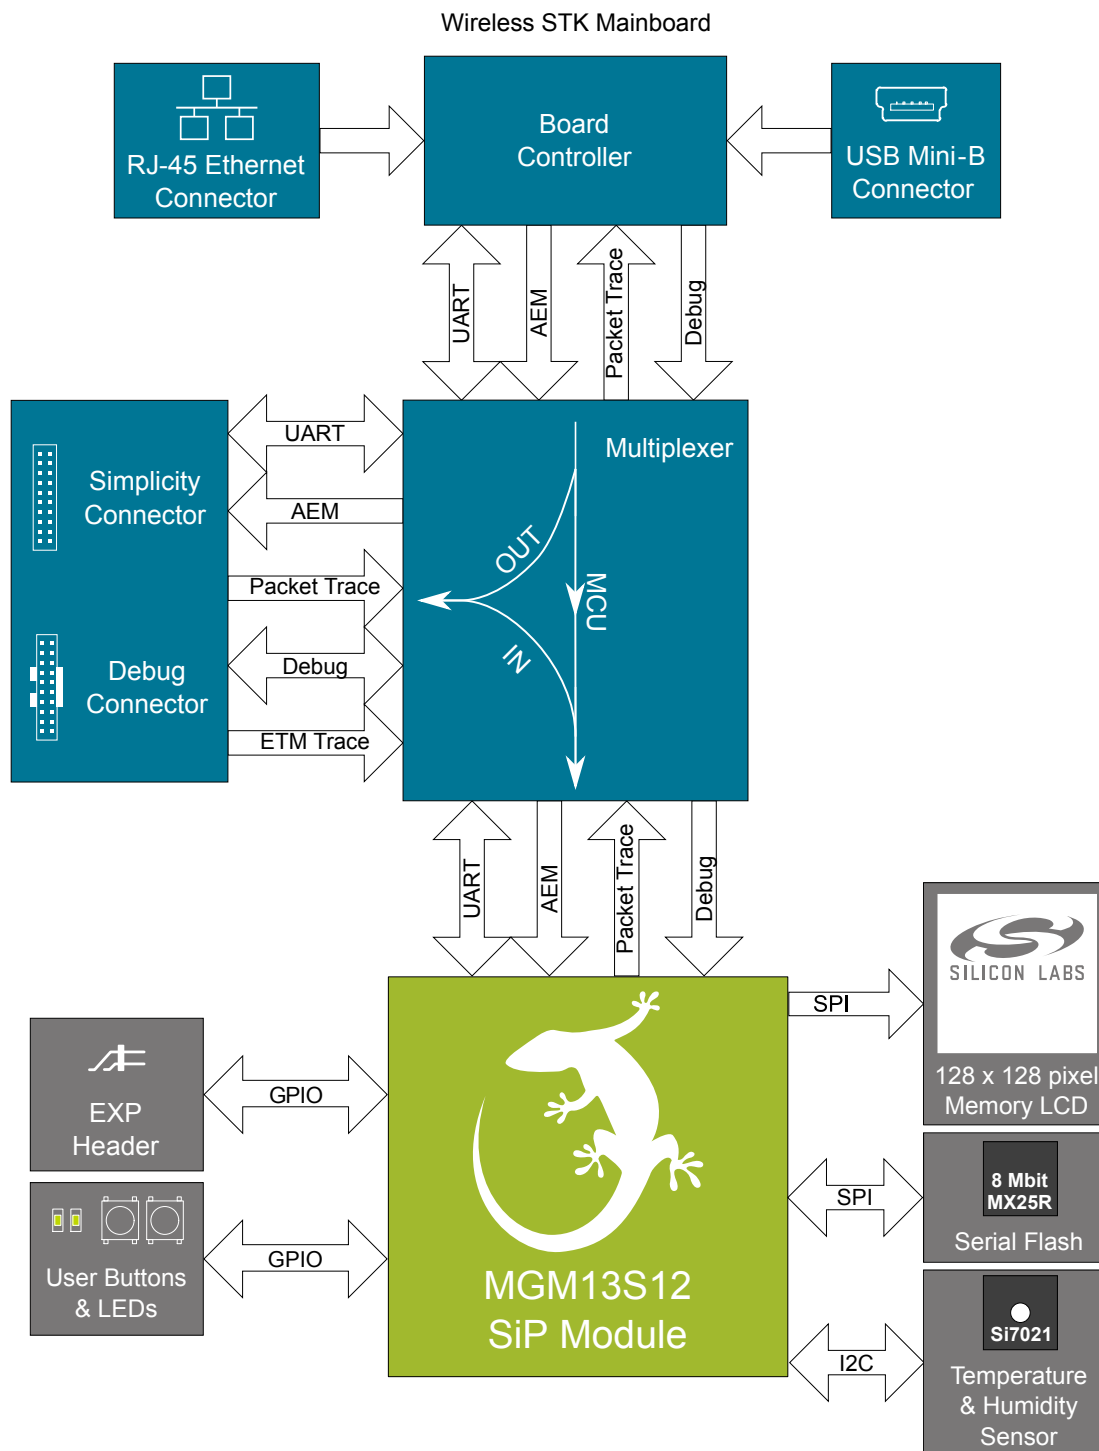 Wireless STK Mainboard
RJ-45 Ethernet
Connector
Board
Controller
USB Mini-B
Connector
UART
AEM
Packet Trace
Debug
Simplicity
Connector
Debug
Connector
UART
AEM
Packet Trace
Debug
ETM Trace
Multiplexer
OUT
MCU
IN
UART
AEM
Packet Trace
Debug
EXP
Header
GPIO
User Buttons
& LEDs
GPIO
MGM13S12
SiP Module
SPI
SILICON LABS
128 x 128 pixel
Memory LCD
SPI
8 Mbit
MX25R
Serial Flash
I2C
Si7021
Temperature
& Humidity
Sensor